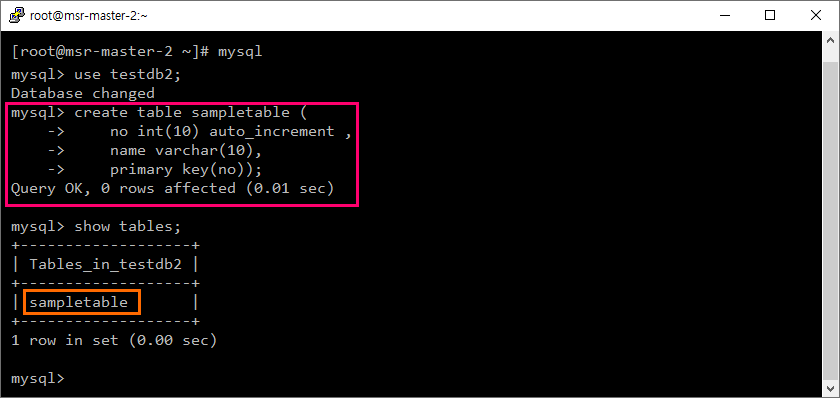 root@msr-master-2:~
[root@msr-master-2 ~]# mysql
mysql> use testdb2;
Database changed
mysql> create table sampletable (
    ->     no int(10) auto_increment ,
    ->     name varchar(10),
    ->     primary key(no));
Query OK, 0 rows affected (0.01 sec)
mysql> show tables;
+-------------------+
| Tables_in_testdb2 |
+-------------------+
| sampletable       |
+-------------------+
1 row in set (0.00 sec)
mysql>